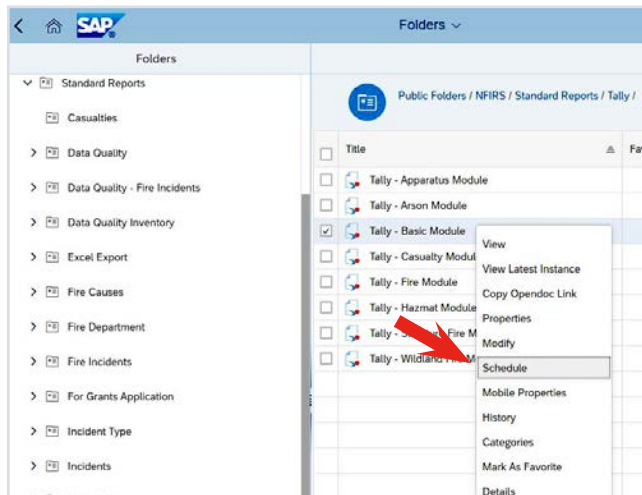 SAP
Folders
Folders
Standard Reports
Casualties
Data Quality
Data Quality - Fire Incidents
Data Quality Inventory
Excel Export
Fire Causes
Fire Department
Fire Incidents
For Grants Application
Incident Type
Incidents
Public Folders / NFIRS / Standard Reports / Tally /
Title Fa
Tally - Apparatus Module
Tally - Arson Module
Tally - Basic Module
Tally - Casualty Modul
Tally - Fire Module
Tally - Hazmat Module
Tally - Fire M
Tally - Wildland M
View
View Latest Instance
Copy Opendoc Link
Properties
Modify
Schedule
Mobile Properties
History
Categories
Mark As Favorite
Details